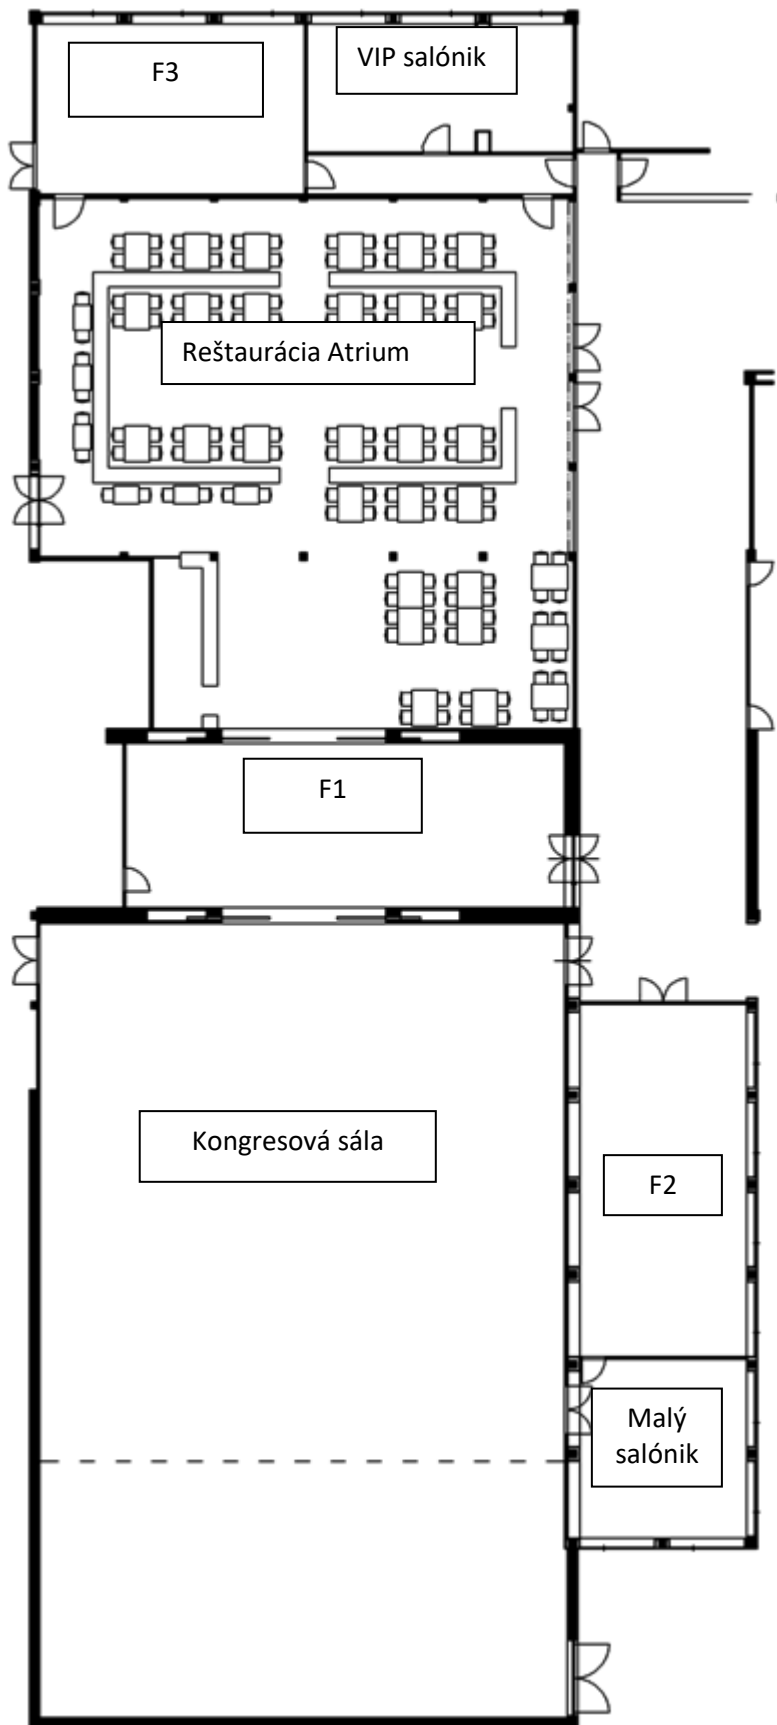 F3
VIP salónik
Reštaurácia Atrium
F1
Kongresová sála
F2
Malý
salónik